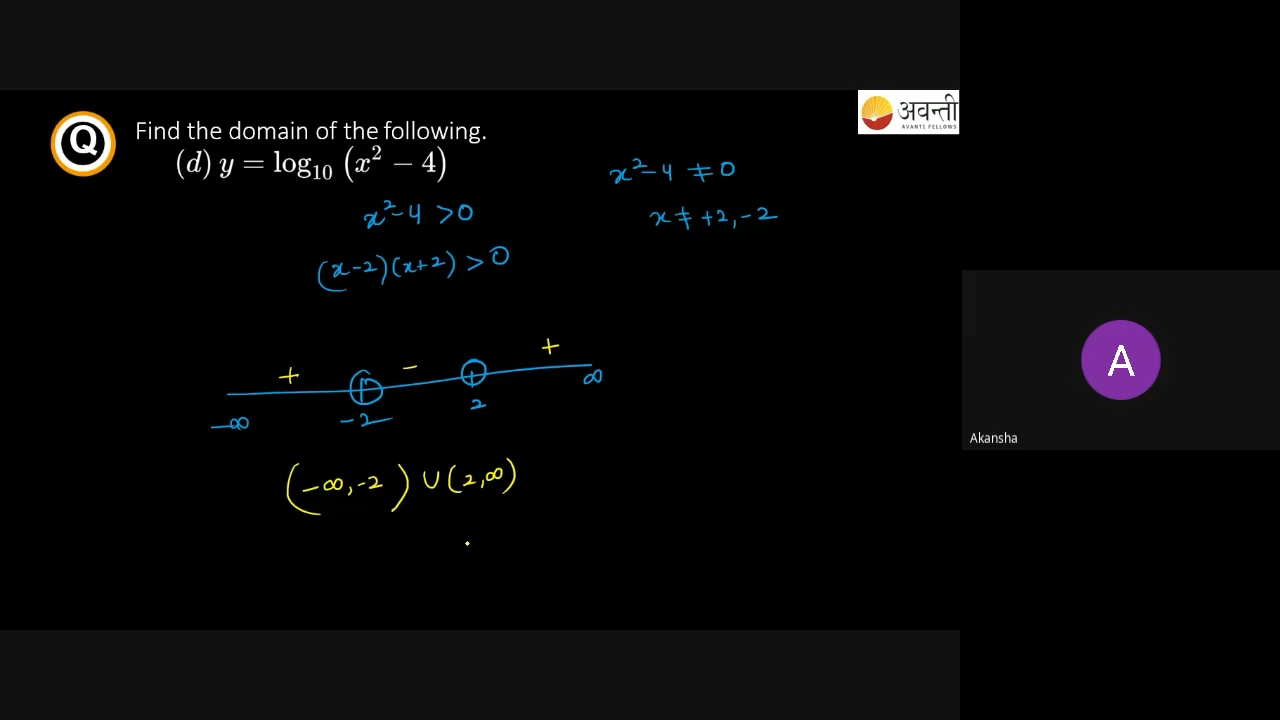 Q Find the domain of the following.
अवन्ती
AVANTI FELLOWS
(d) y = log₁₀ (x² − 4)
x²-4 ≠ 0
x²-4 >0
x ≠ +2,-2
(x-2)(x+2) > 0
+ - +
-∞ -2 2 ∞
(-∞,-2) ∪ (2,∞)
A
Akansha